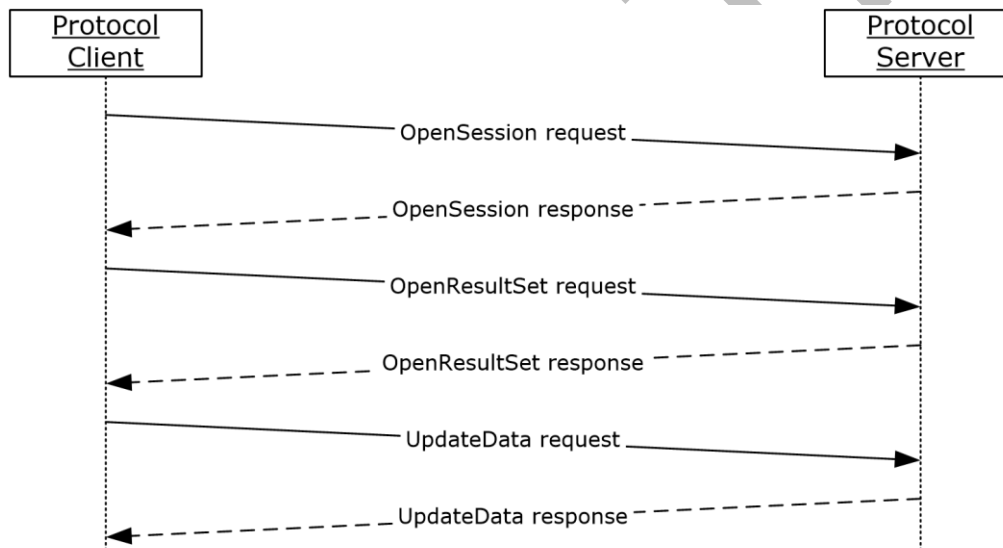 Protocol
Client
Protocol
Server
OpenSession request
OpenSession response
OpenResultSet request
OpenResultSet response
UpdateData request
UpdateData response